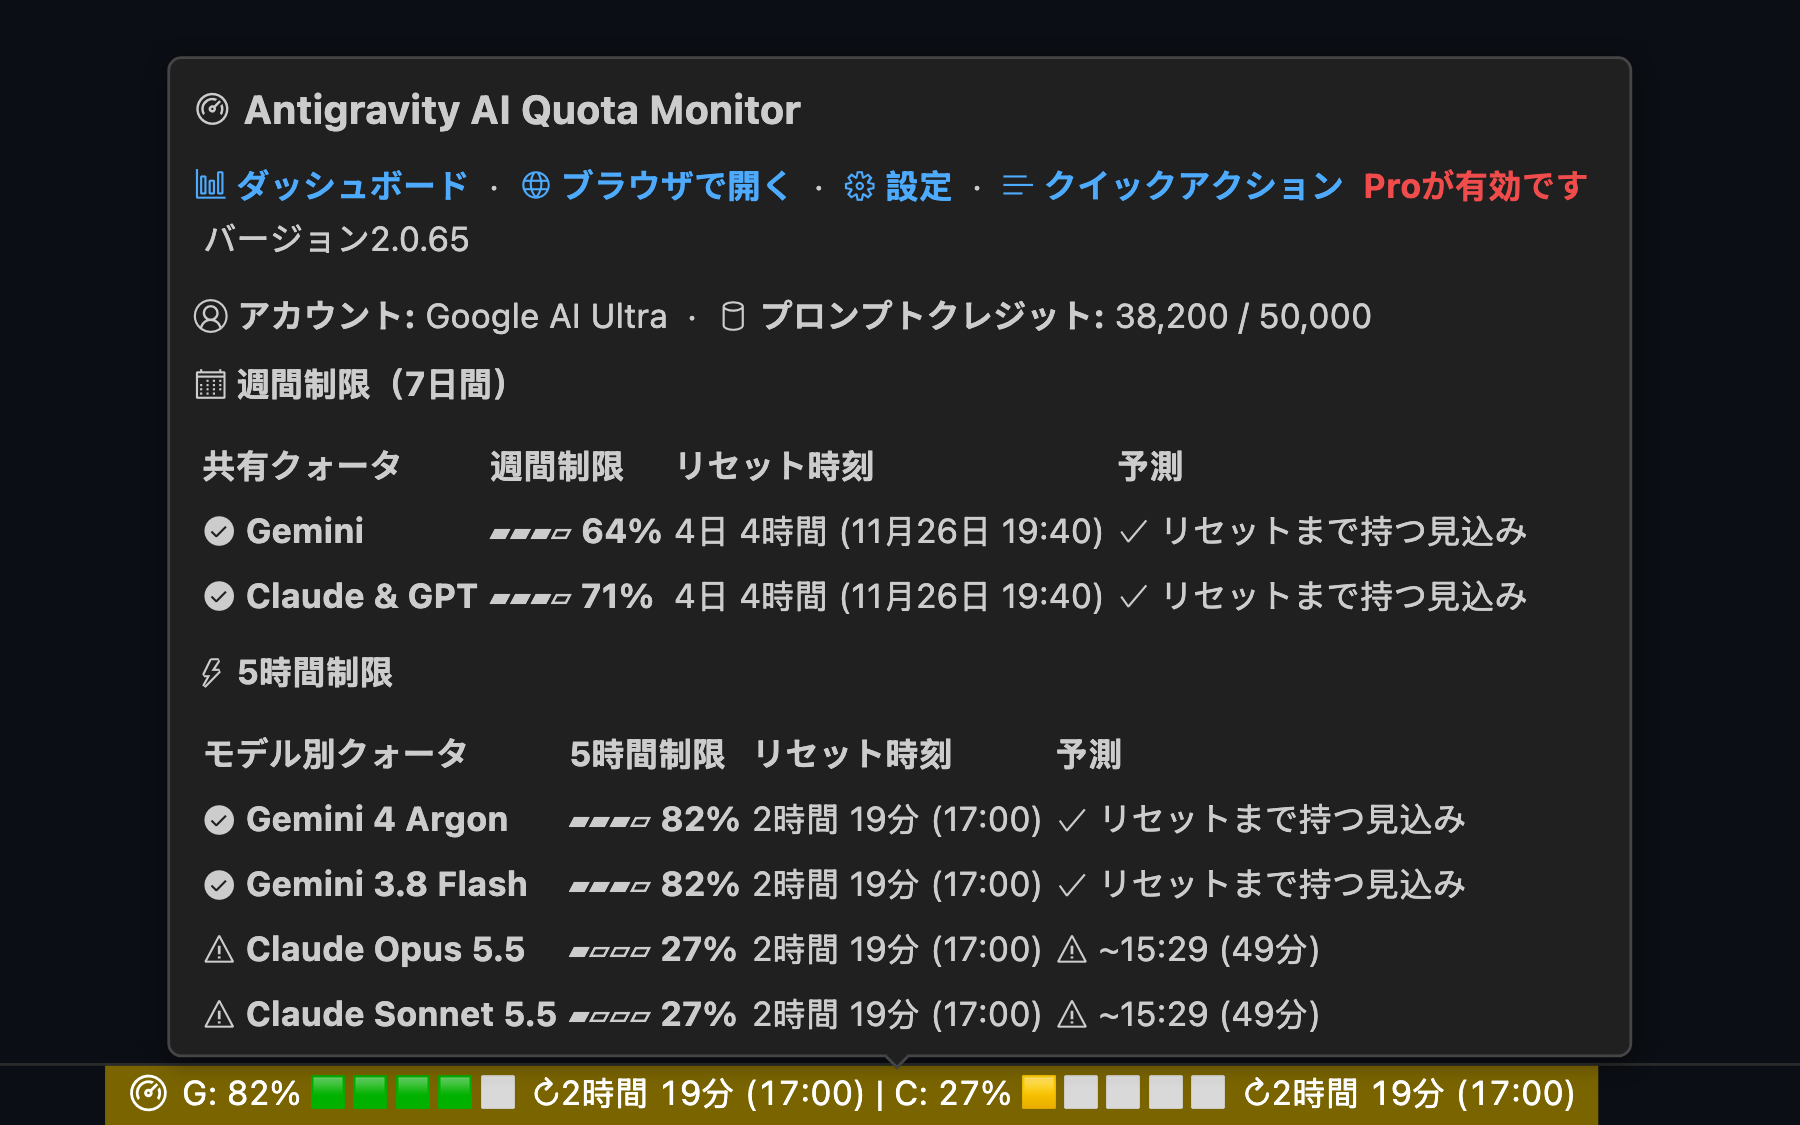 Antigravity AI Quota Monitor
ダッシュボード · ブラウザで開く · 設定 · クイックアクション Proが有効です
バージョン2.0.65
アカウント: Google AI Ultra · プロンプトクレジット: 38,200 / 50,000
週間制限（7日間）
共有クォータ 週間制限 リセット時刻 予測
Gemini 64% 4日 4時間 (11月26日 19:40) ✓ リセットまで持つ見込み
Claude & GPT 71% 4日 4時間 (11月26日 19:40) ✓ リセットまで持つ見込み
5時間制限
モデル別クォータ 5時間制限 リセット時刻 予測
Gemini 4 Argon 82% 2時間 19分 (17:00) ✓ リセットまで持つ見込み
Gemini 3.8 Flash 82% 2時間 19分 (17:00) ✓ リセットまで持つ見込み
Claude Opus 5.5 27% 2時間 19分 (17:00) ⚠ ~15:29 (49分)
Claude Sonnet 5.5 27% 2時間 19分 (17:00) ⚠ ~15:29 (49分)
G: 82% ↻2時間 19分 (17:00) | C: 27% ↻2時間 19分 (17:00)